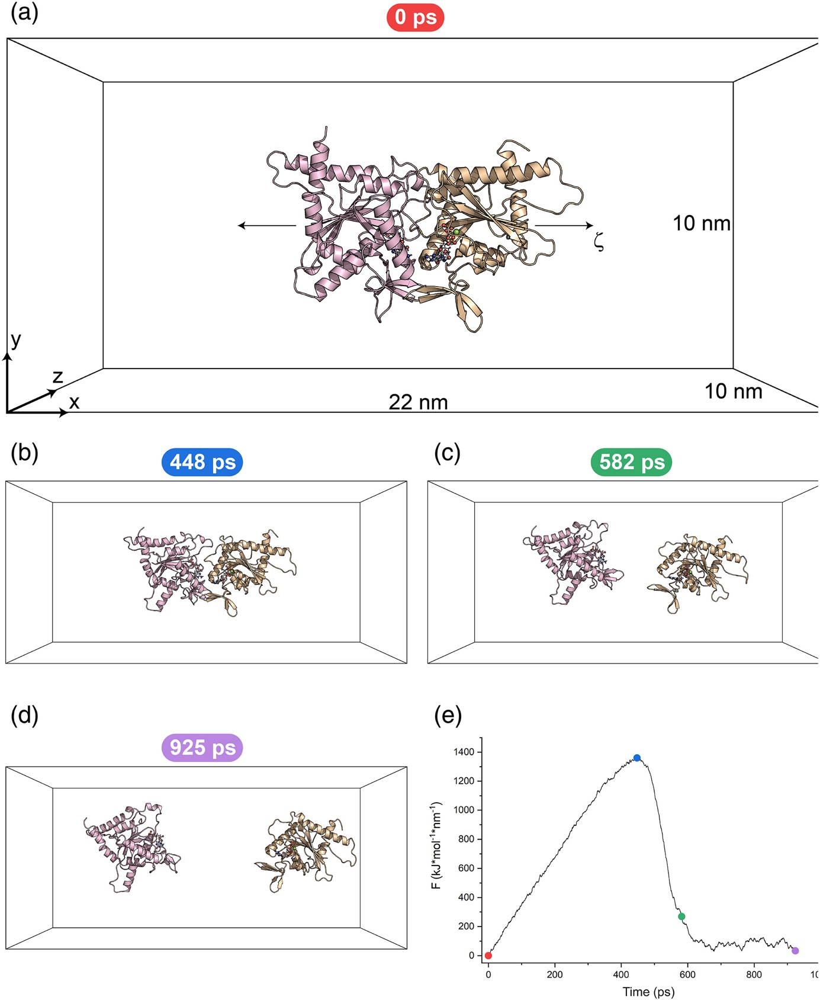 (a)
0 ps
10 nm
ζ
y
z
x
10 nm
22 nm
(b)
448 ps
(c)
582 ps
(d)
925 ps
(e)
1400
1200
1000
800
600
400
200
0
F (kJ*mol⁻¹*nm⁻¹)
0 200 400 600 800
Time (ps)